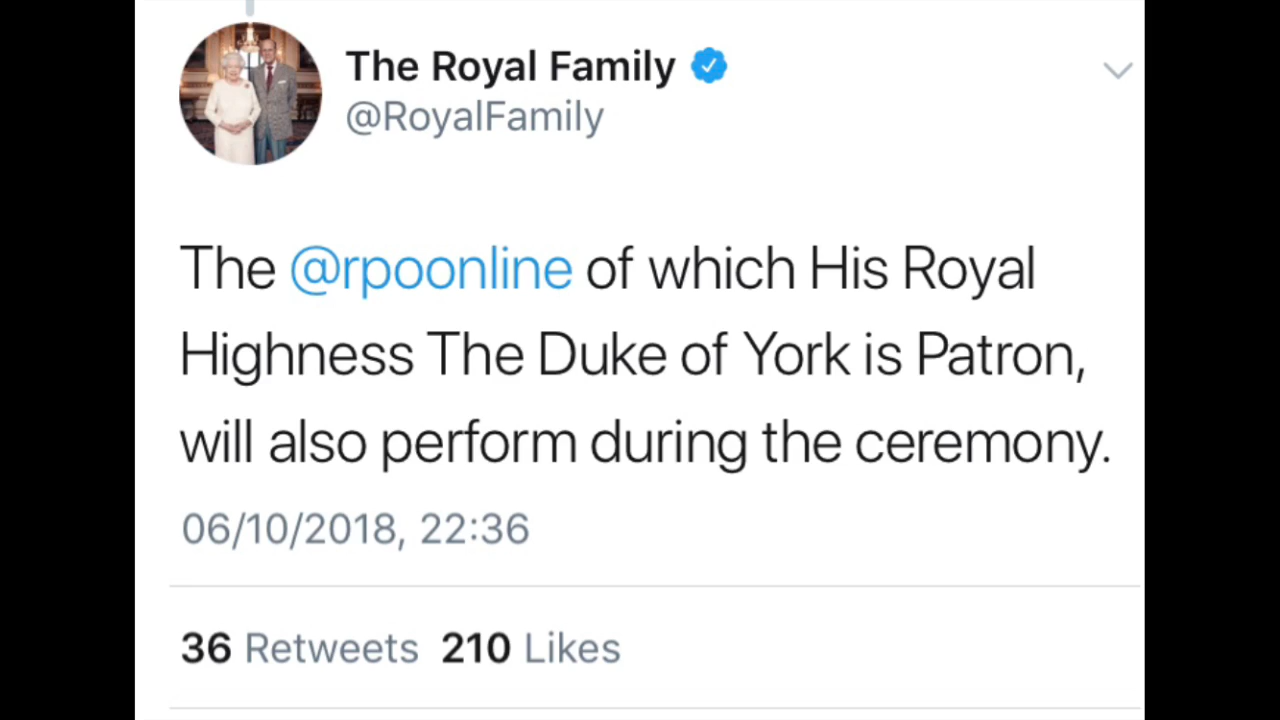 The Royal Family
@RoyalFamily
The @rpoonline of which His Royal
Highness The Duke of York is Patron,
will also perform during the ceremony.
06/10/2018, 22:36
36 Retweets 210 Likes